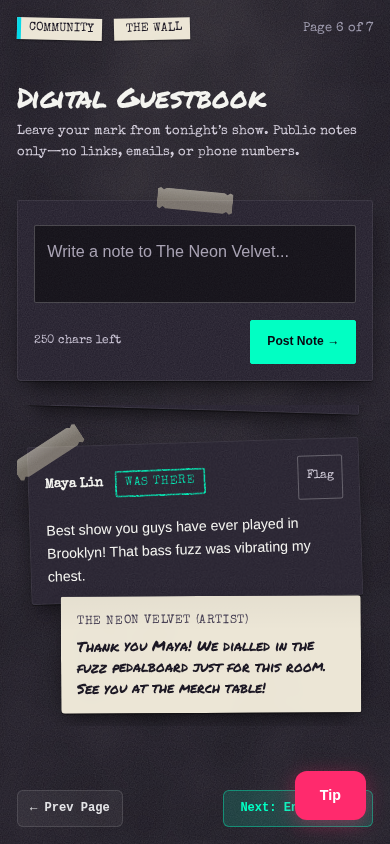 COMMUNITY THE WALL Page 6 of 7
Digital Guestbook
Leave your mark from tonight's show. Public notes
only—no links, emails, or phone numbers.
Write a note to The Neon Velvet...
250 chars left Post Note →
Maya Lin WAS THERE Flag
Best show you guys have ever played in
Brooklyn! That bass fuzz was vibrating my
chest.
THE NEON VELVET (ARTIST)
Thank you Maya! We dialled in the
fuzz pedalboard just for this room.
See you at the merch table!
← Prev Page Next: Tip